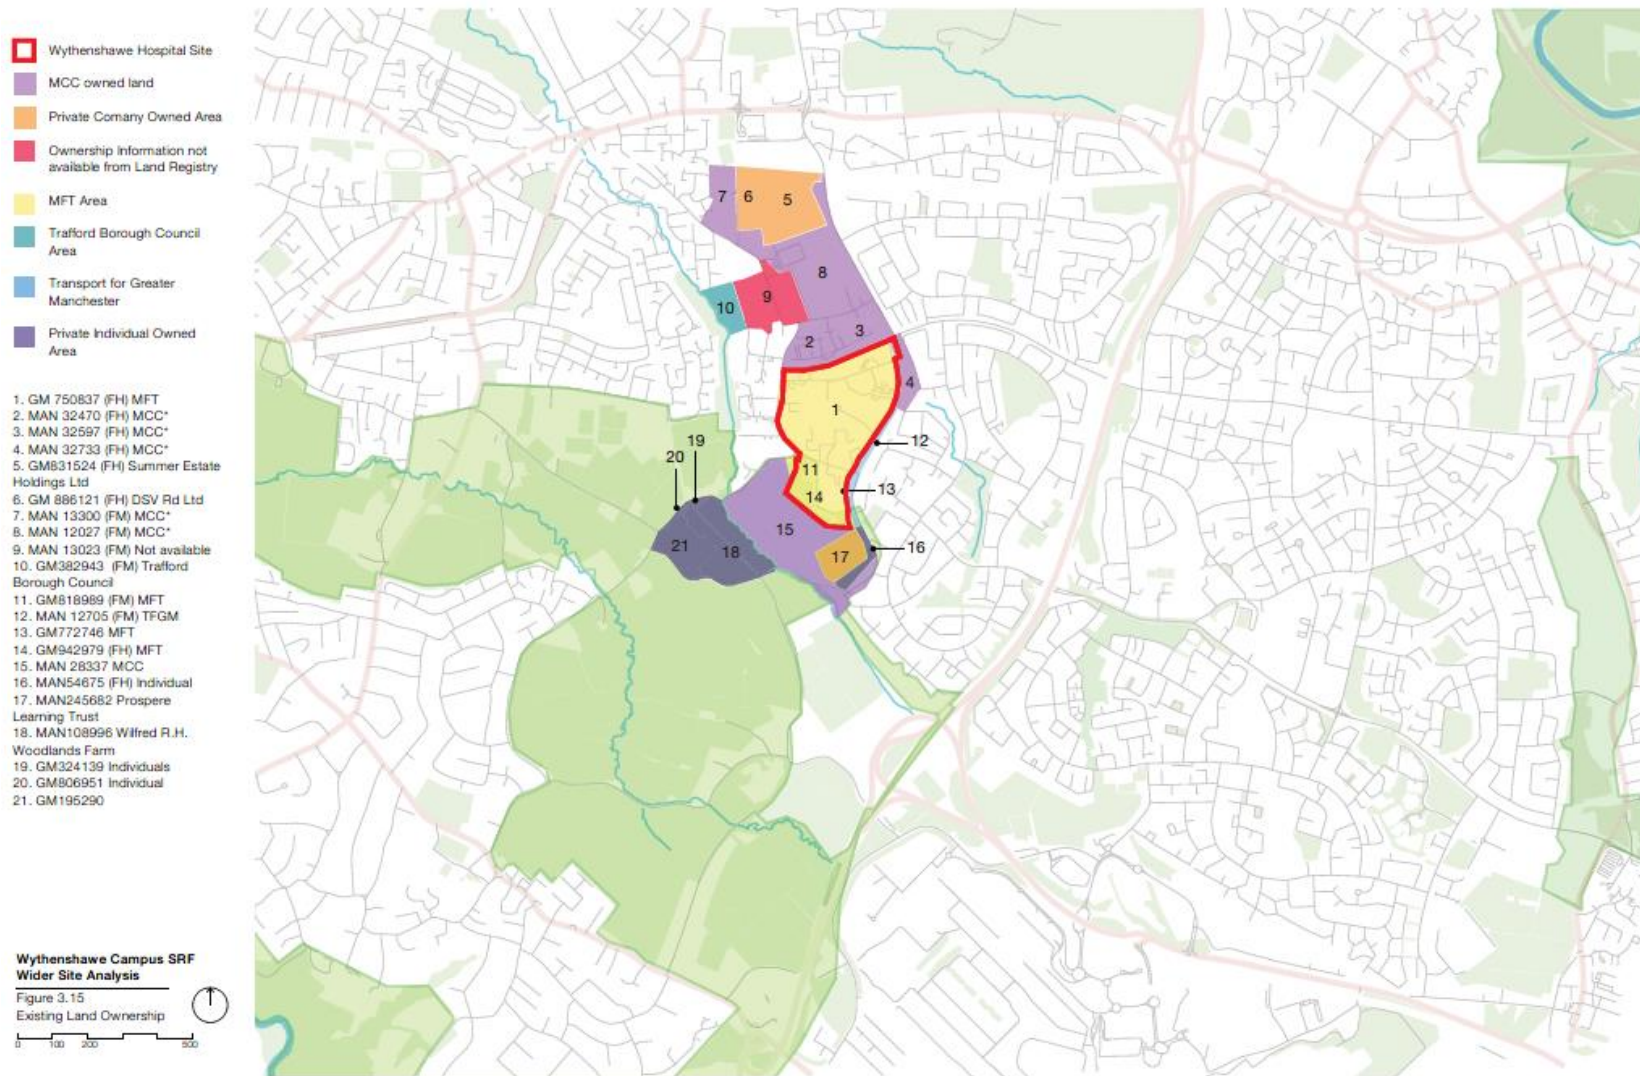 Wythenshawe Hospital Site
MCC owned land
Private Comany Owned Area
Ownership Information not
available from Land Registry
MFT Area
Trafford Borough Council
Area
Transport for Greater
Manchester
Private Individual Owned
Area
1. GM 750837 (FH) MFT
2. MAN 32470 (FH) MCC*
3. MAN 32597 (FH) MCC*
4. MAN 32733 (FH) MCC*
5. GM831524 (FH) Summer Estate
Holdings Ltd
6. GM 886121 (FH) DSV Rd Ltd
7. MAN 13300 (FM) MCC*
8. MAN 12027 (FM) MCC*
9. MAN 13023 (FM) Not available
10. GM382943 (FM) Trafford
Borough Council
11. GM818989 (FM) MFT
12. MAN 12705 (FM) TFGM
13. GM772746 MFT
14. GM942979 (FH) MFT
15. MAN 28337 MCC
16. MAN54675 (FH) Individual
17. MAN245682 Prospere
Learning Trust
18. MAN108996 Wilfred R.H.
Woodlands Farm
19. GM324139 Individuals
20. GM806951 Individual
21. GM195290
Wythenshawe Campus SRF
Wider Site Analysis
Figure 3.15
Existing Land Ownership
0 100 200 500
7 6 5
8
9
10
3
2
4
1
12
19
20
11
13
14
15
16
17
21 18